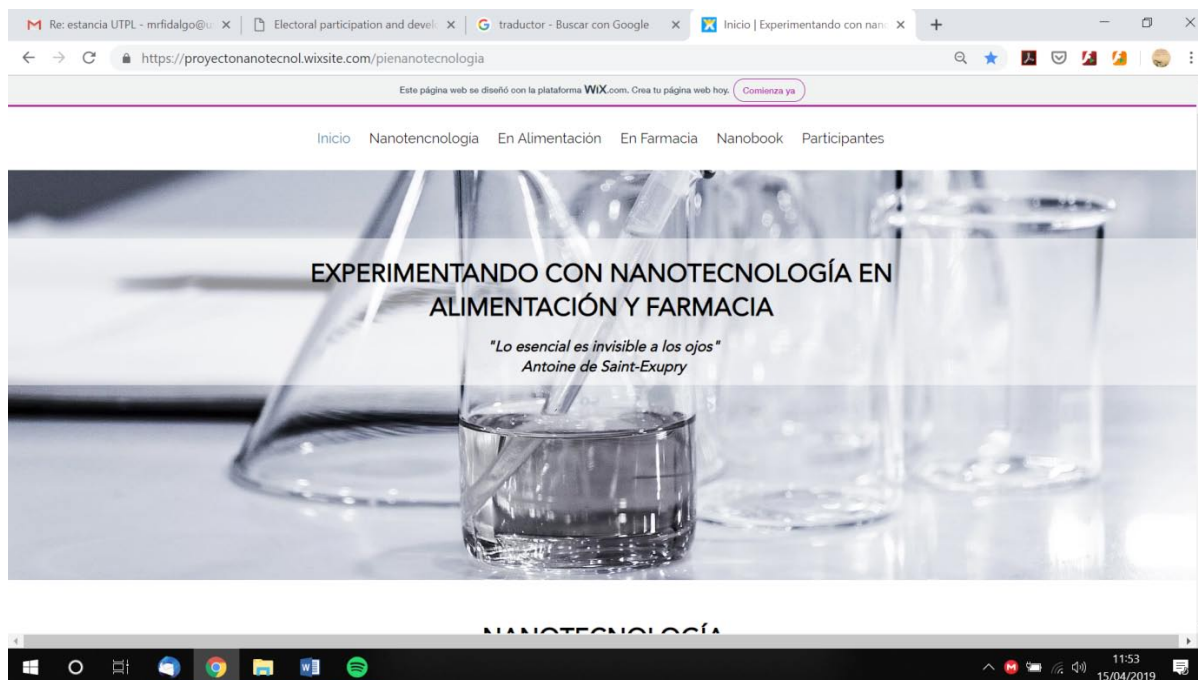 Re: estancia UTPL - mrfidalgo@u
Electoral participation and devel
traductor - Buscar con Google
Inicio | Experimentando con nano
https://proyectonanotecnol.wixsite.com/pienanotecnologia
Este página web se diseñó con la plataforma WiX.com. Crea tu página web hoy. Comienza ya
Inicio Nanotencnología En Alimentación En Farmacia Nanobook Participantes
EXPERIMENTANDO CON NANOTECNOLOGÍA EN
ALIMENTACIÓN Y FARMACIA
"Lo esencial es invisible a los ojos"
Antoine de Saint-Exupry
NANOTECNOLOGÍA
11:53
15/04/2019